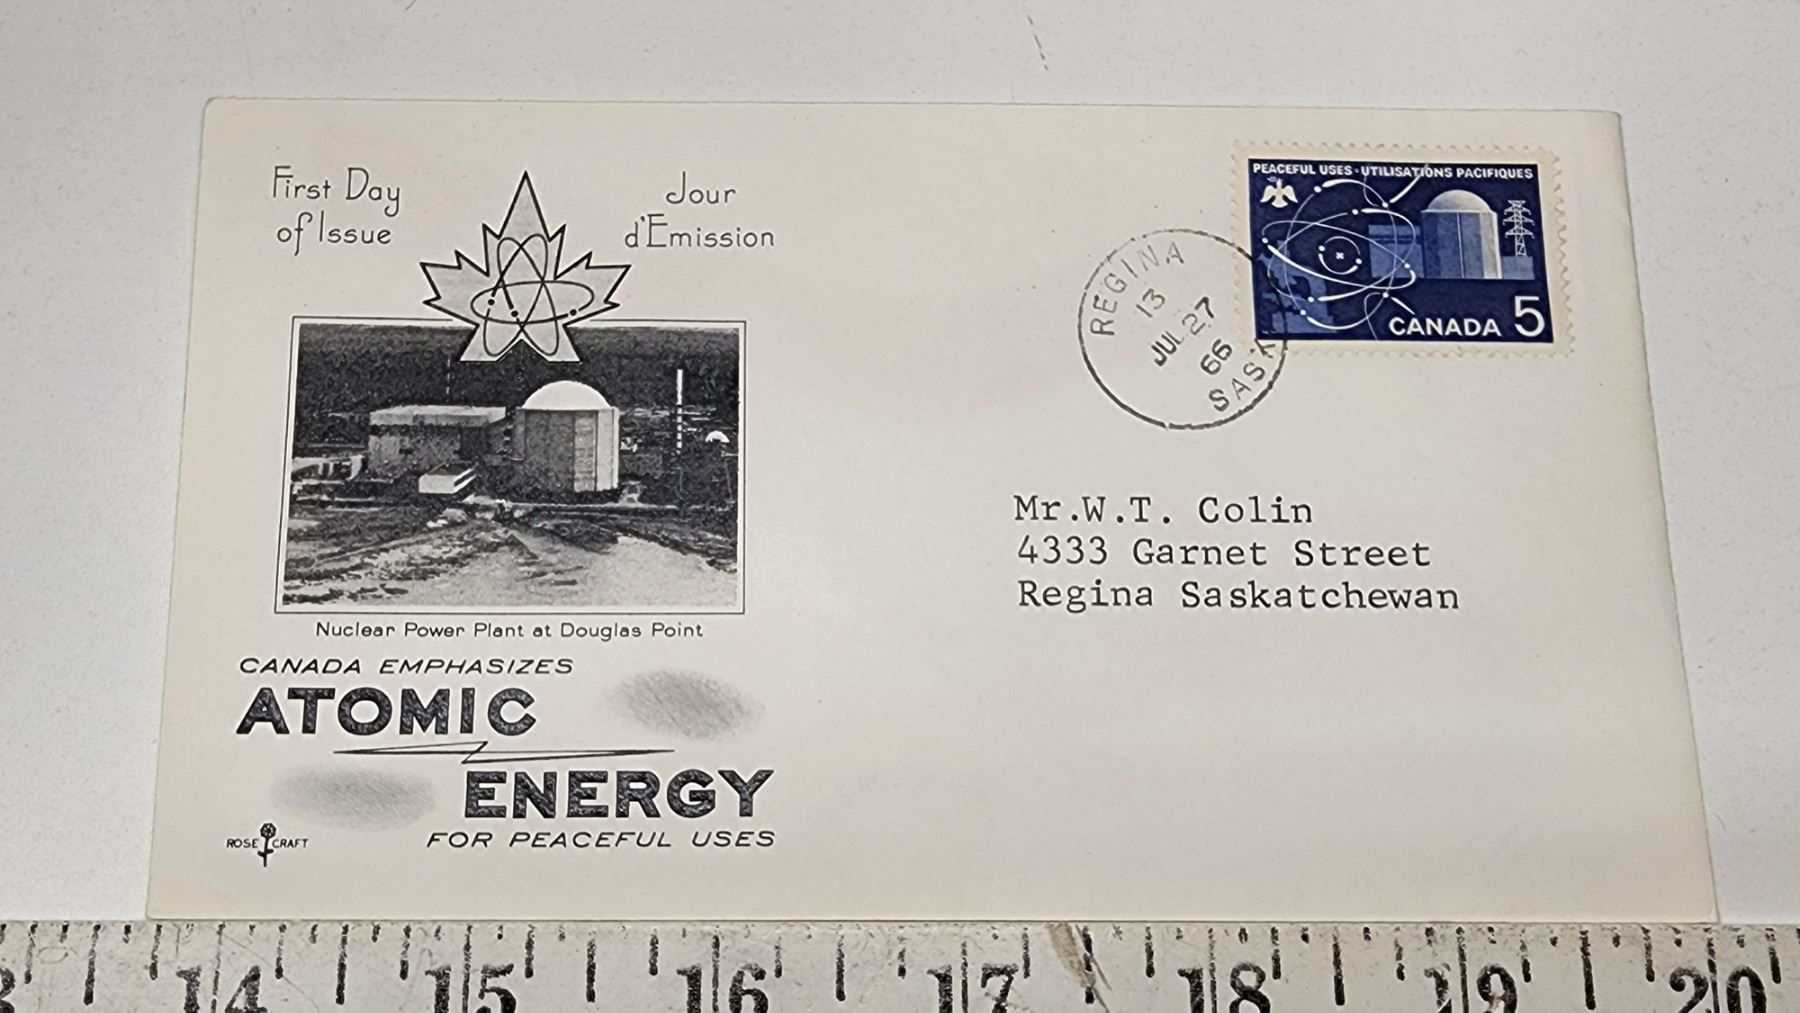 First Day
of Issue
Jour
d'Emission
PEACEFUL USES · UTILISATIONS PACIFIQUES
CANADA 5
REGINA
13
JUL 27
66
SASK
Mr.W.T. Colin
4333 Garnet Street
Regina Saskatchewan
Nuclear Power Plant at Douglas Point
CANADA EMPHASIZES
ATOMIC
ENERGY
FOR PEACEFUL USES
ROSE CRAFT
14 15 16 17 18 19 20